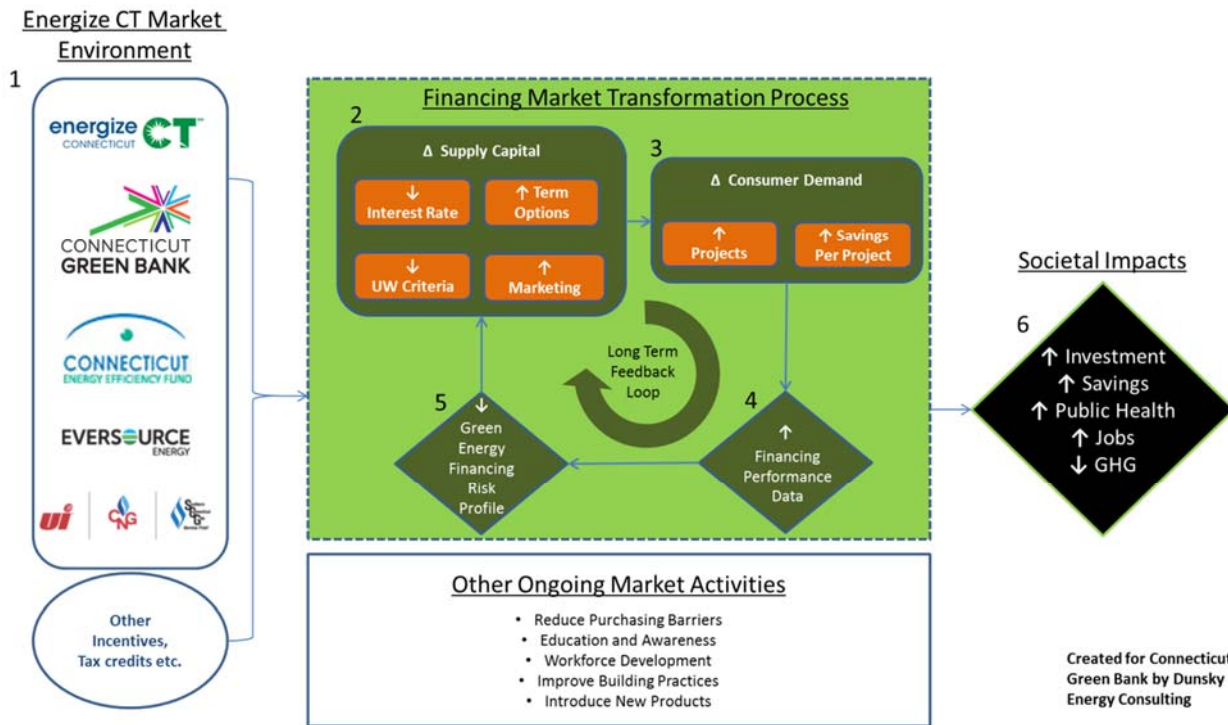 Energize CT Market
Environment
1
energize CT
CONNECTICUT
CONNECTICUT
GREEN BANK
CONNECTICUT
ENERGY EFFICIENCY FUND
EVERSOURCE
ENERGY
ui
CNG
Other
Incentives,
Tax credits etc.
Financing Market Transformation Process
2
Δ Supply Capital
↓
Interest Rate
↑ Term
Options
↓
UW Criteria
↑
Marketing
3
Δ Consumer Demand
↑
Projects
↑ Savings
Per Project
Long Term
Feedback
Loop
4
↑
Financing
Performance
Data
5
↓
Green
Energy
Financing
Risk
Profile
Other Ongoing Market Activities
• Reduce Purchasing Barriers
• Education and Awareness
• Workforce Development
• Improve Building Practices
• Introduce New Products
Societal Impacts
6
↑ Investment
↑ Savings
↑ Public Health
↑ Jobs
↓ GHG
Created for Connecticut
Green Bank by Dunsky
Energy Consulting